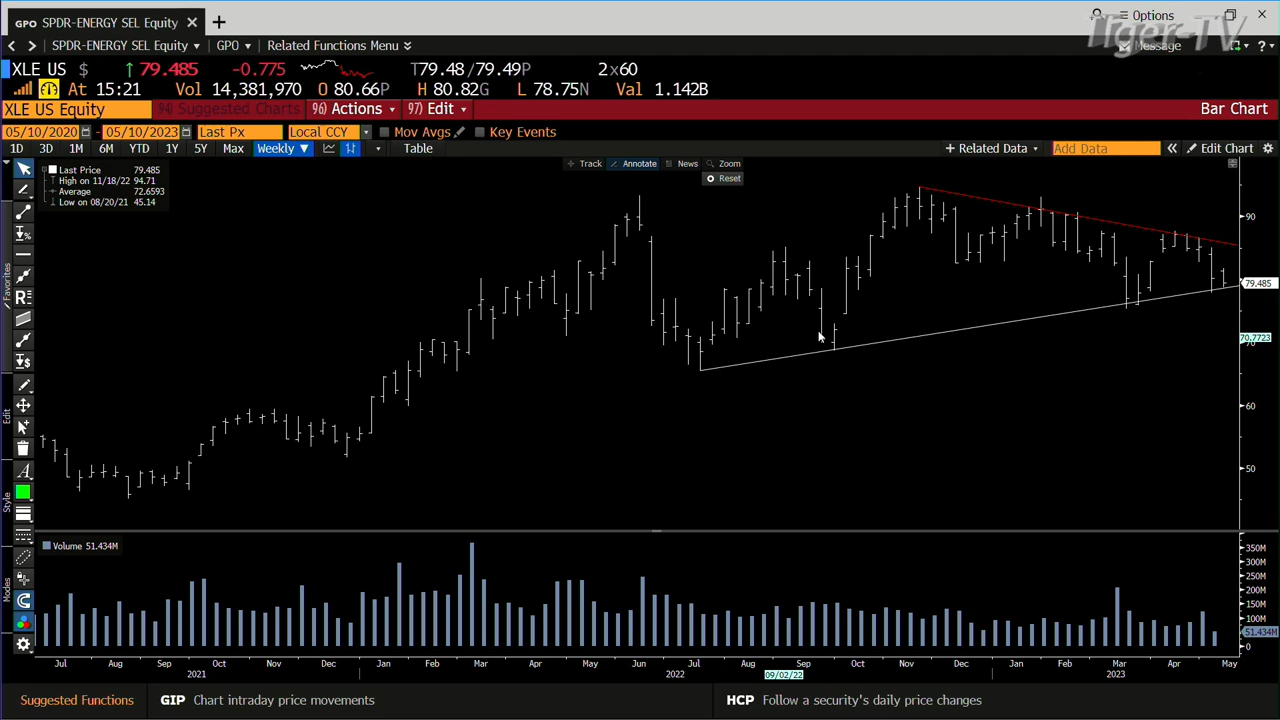 GPO SPDR-ENERGY SEL Equity
Options
Tiger-TV
SPDR-ENERGY SEL Equity GPO Related Functions Menu Message
XLE US $ 79.485 -0.775 T79.48/79.49P 2x60
At 15:21 Vol 14,381,970 O 80.66P H 80.82G L 78.75N Val 1.142B
XLE US Equity 94) Suggested Charts 96) Actions 97) Edit Bar Chart
05/10/2020 - 05/10/2023 Last Px Local CCY Mov Avgs Key Events
1D 3D 1M 6M YTD 1Y 5Y Max Weekly ▼ Table + Related Data Add Data « Edit Chart
Track Annotate News Zoom
Reset
Last Price 79.485
High on 11/18/22 94.71
Average 72.6593
Low on 08/20/21 45.14
Favorites
Edit
Style
Modes
90
79.485
70.7723
70
60
50
Volume 51.434M
350M
300M
250M
200M
150M
100M
51.434M
0
Jul Aug Sep Oct Nov Dec Jan Feb Mar Apr May Jun Jul Aug Sep Oct Nov Dec Jan Feb Mar Apr May
2021 2022 09/02/22 2023
Suggested Functions GIP Chart intraday price movements HCP Follow a security's daily price changes